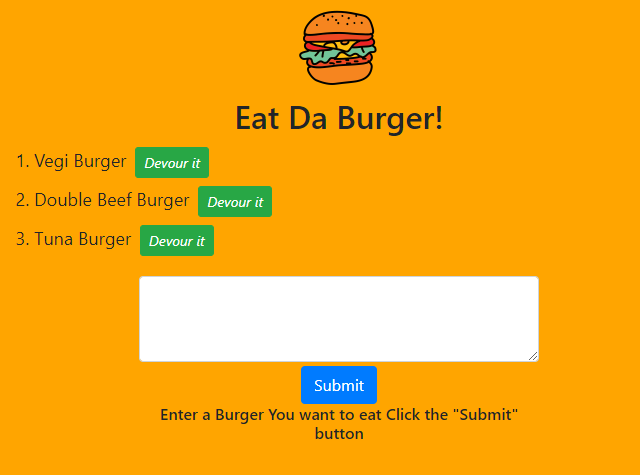 Eat Da Burger!
1. Vegi Burger Devour it
2. Double Beef Burger Devour it
3. Tuna Burger Devour it
Submit
Enter a Burger You want to eat Click the "Submit"
button